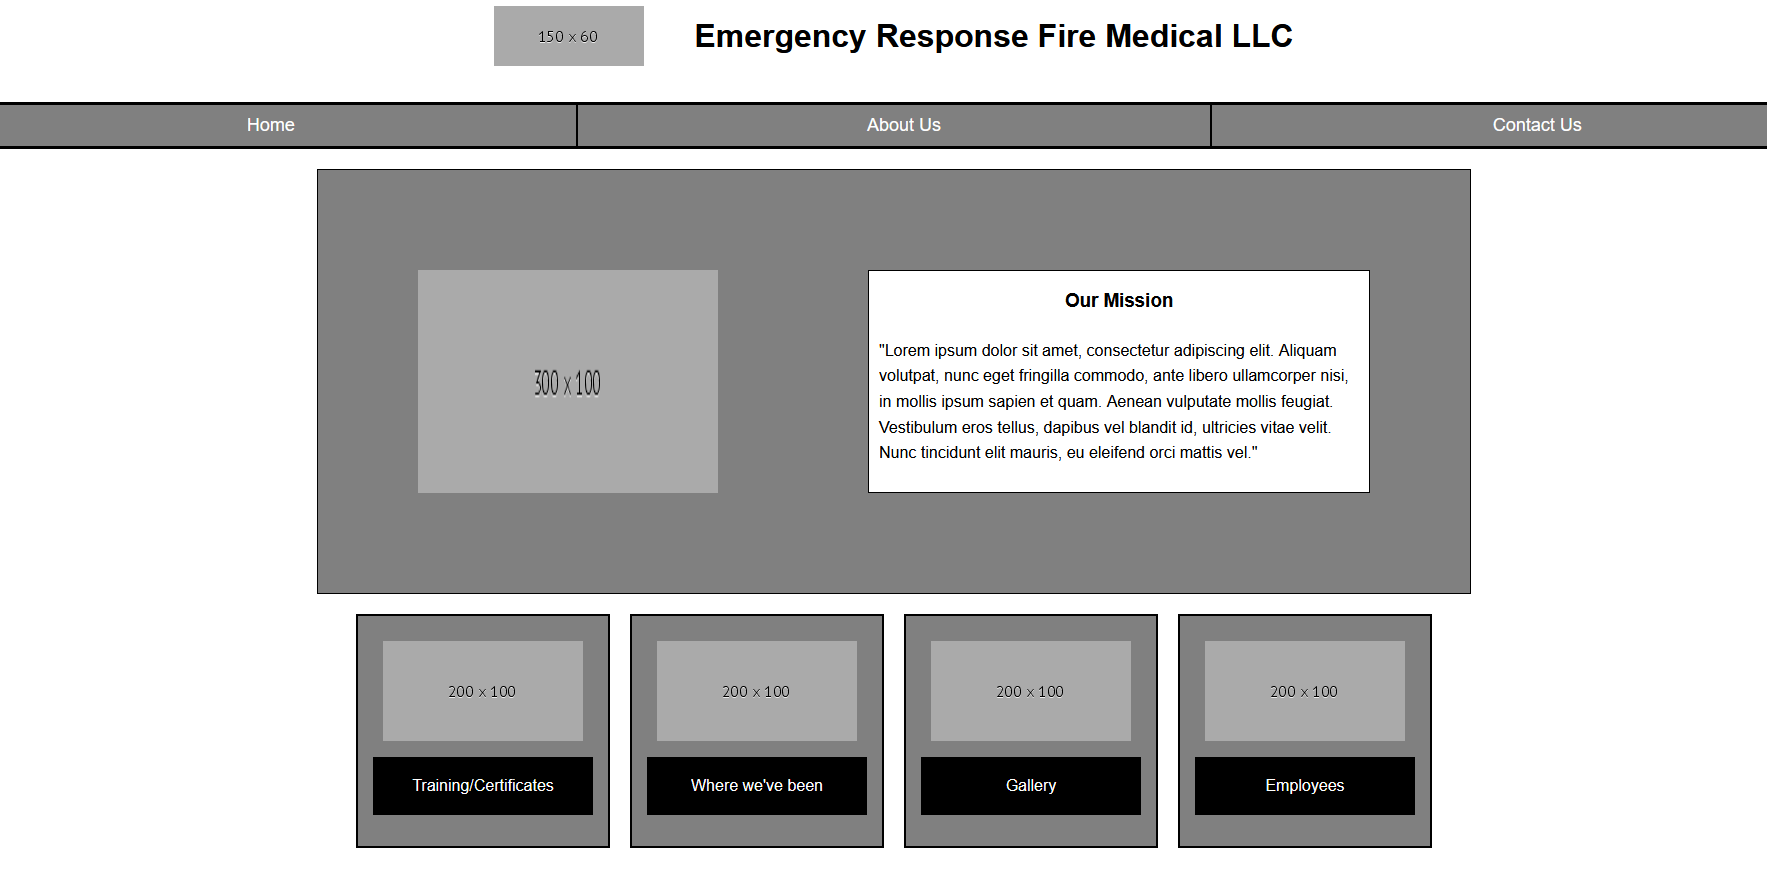 150 x 60
Emergency Response Fire Medical LLC
Home
About Us
Contact Us
300 x 100
Our Mission
"Lorem ipsum dolor sit amet, consectetur adipiscing elit. Aliquam
volutpat, nunc eget fringilla commodo, ante libero ullamcorper nisi,
in mollis ipsum sapien et quam. Aenean vulputate mollis feugiat.
Vestibulum eros tellus, dapibus vel blandit id, ultricies vitae velit.
Nunc tincidunt elit mauris, eu eleifend orci mattis vel."
200 x 100
Training/Certificates
200 x 100
Where we've been
200 x 100
Gallery
200 x 100
Employees